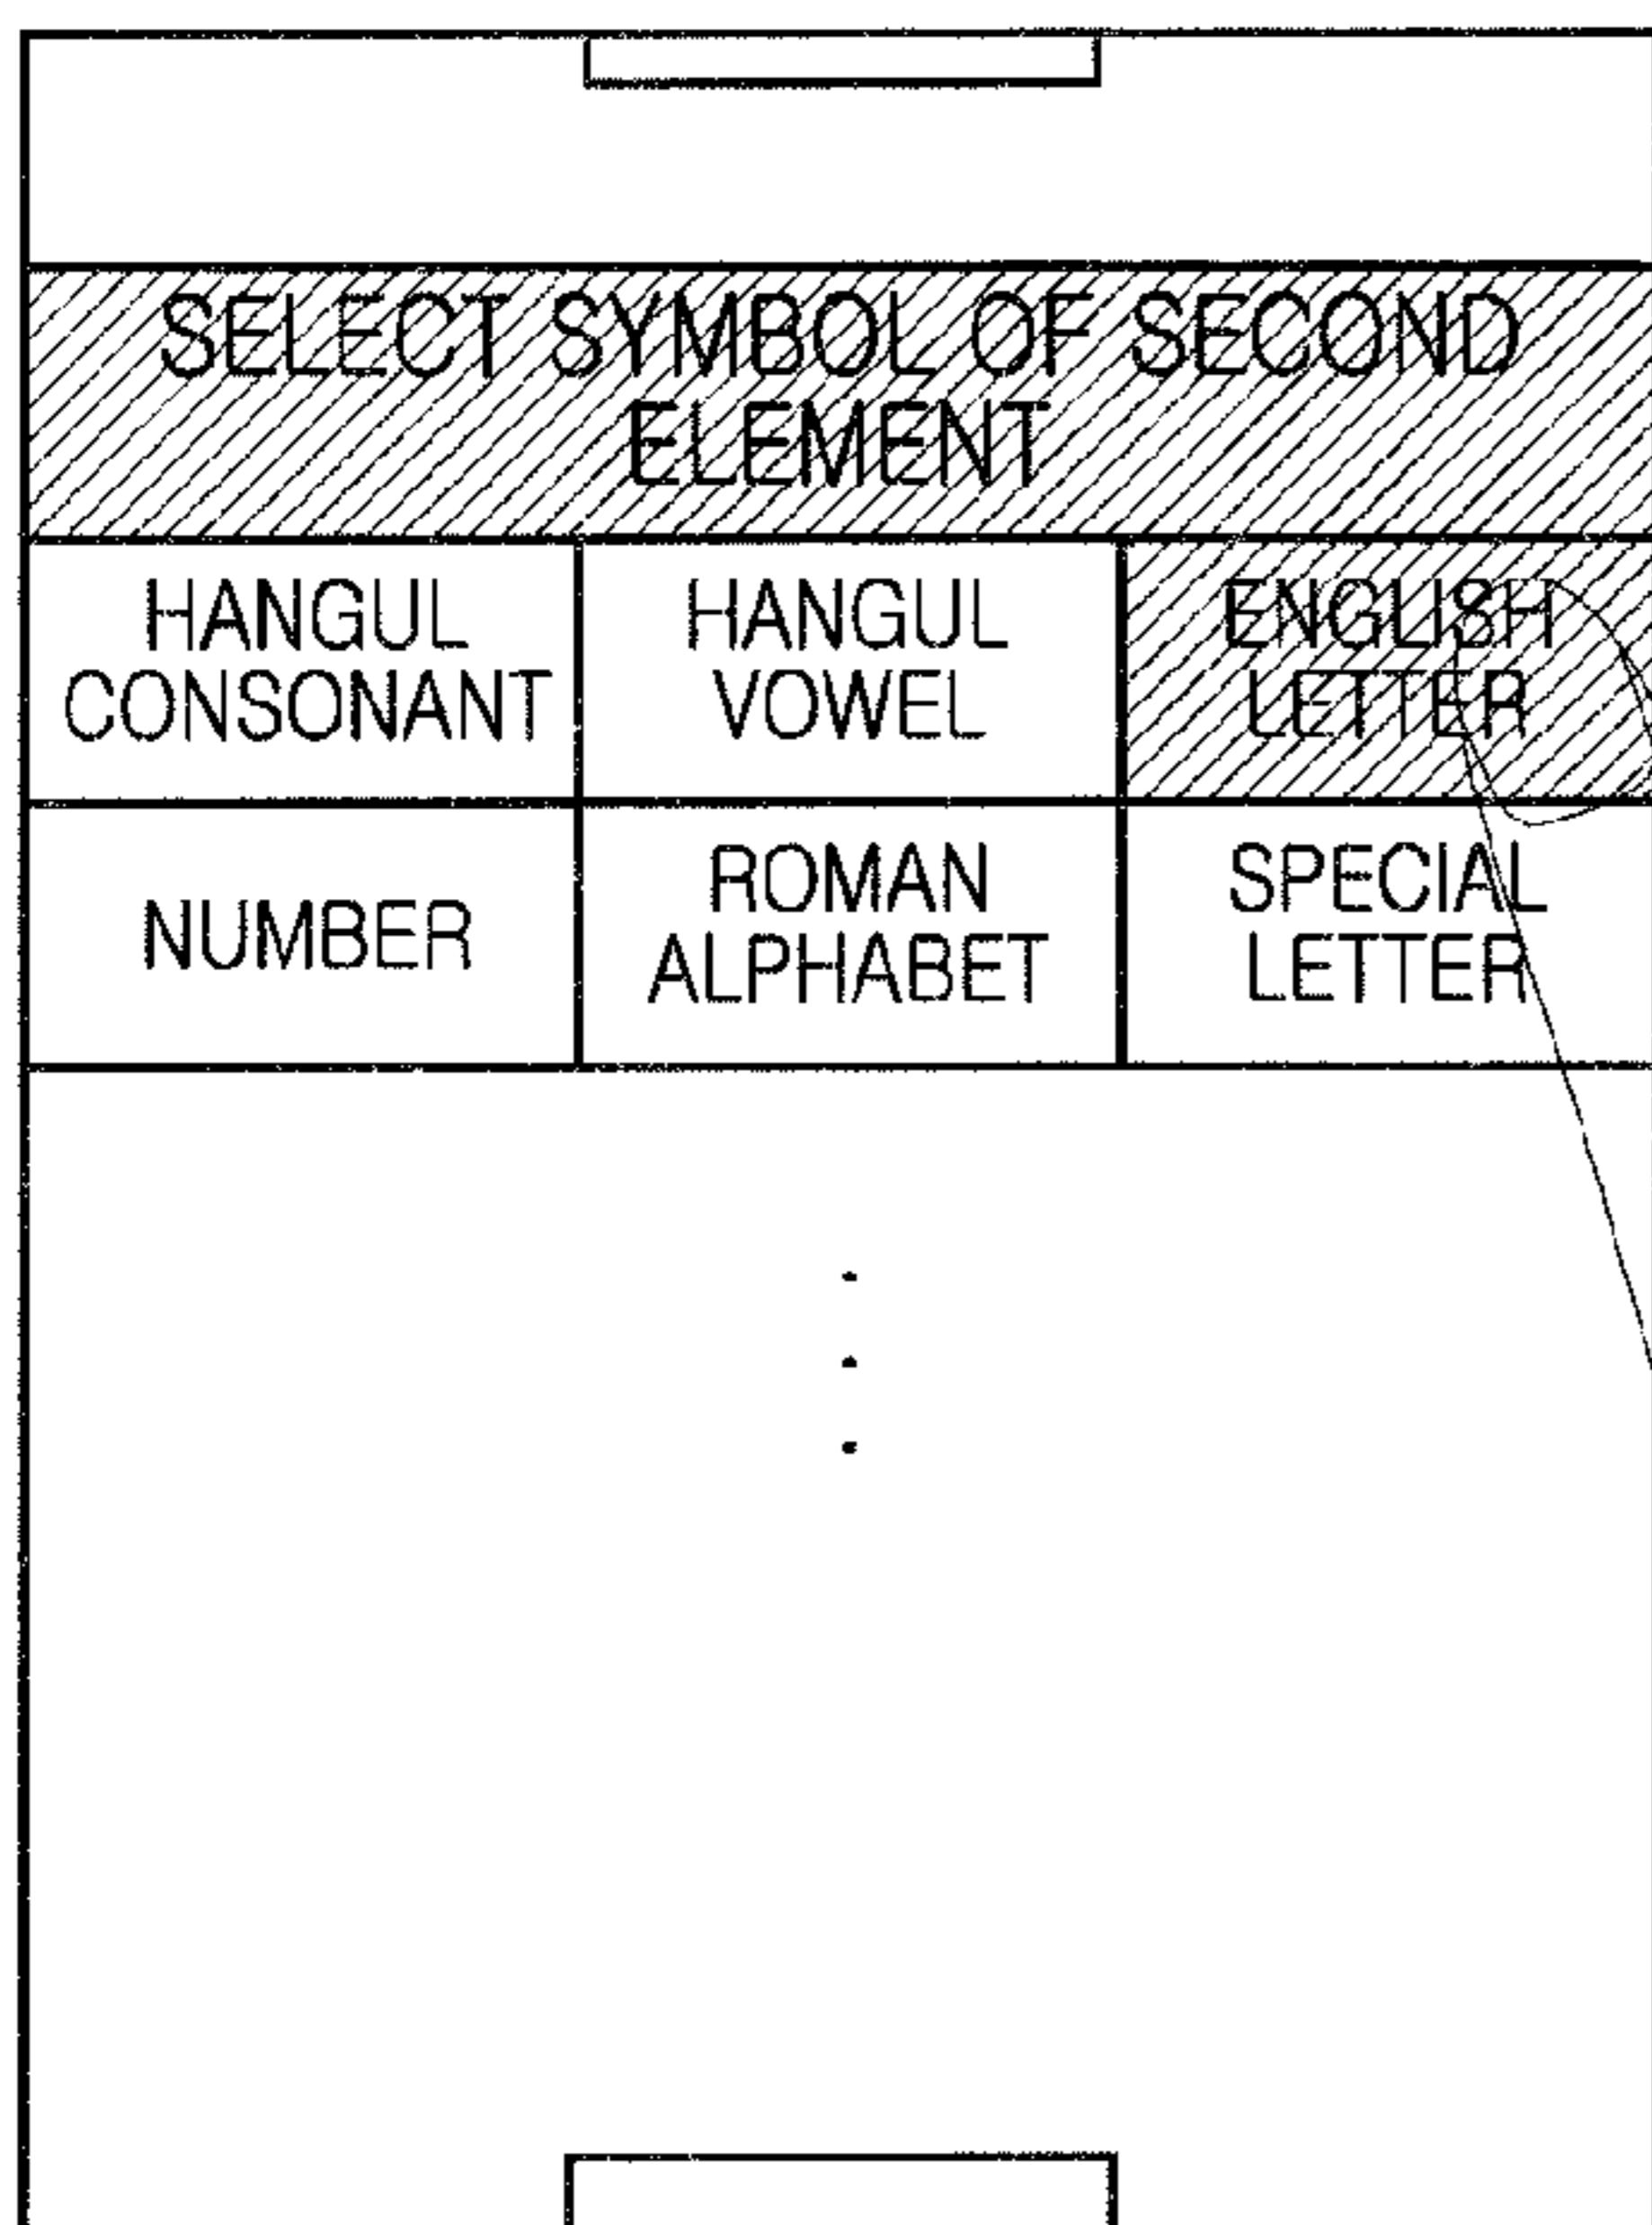 SELECT SYMBOL OF SECOND
ELEMENT
HANGUL
CONSONANT
HANGUL
VOWEL
ENGLISH
LETTER
NUMBER
ROMAN
ALPHABET
SPECIAL
LETTER